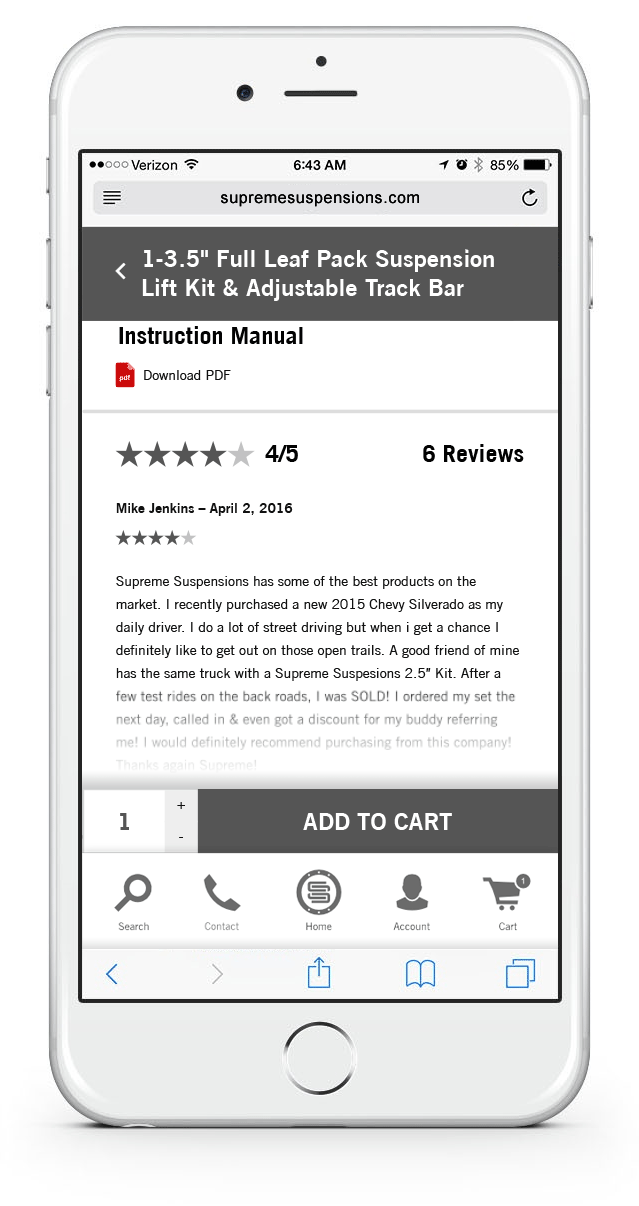 Verizon 6:43 AM 85%
supremesuspensions.com
1-3.5" Full Leaf Pack Suspension
Lift Kit & Adjustable Track Bar
Instruction Manual
pdf Download PDF
4/5 6 Reviews
Mike Jenkins – April 2, 2016
Supreme Suspensions has some of the best products on the
market. I recently purchased a new 2015 Chevy Silverado as my
daily driver. I do a lot of street driving but when i get a chance I
definitely like to get out on those open trails. A good friend of mine
has the same truck with a Supreme Suspesions 2.5″ Kit. After a
few test rides on the back roads, I was SOLD! I ordered my set the
next day, called in & even got a discount for my buddy referring
me! I would definitely recommend purchasing from this company!
Thanks again Supreme!
1 + - ADD TO CART
1
Search Contact Home Account Cart